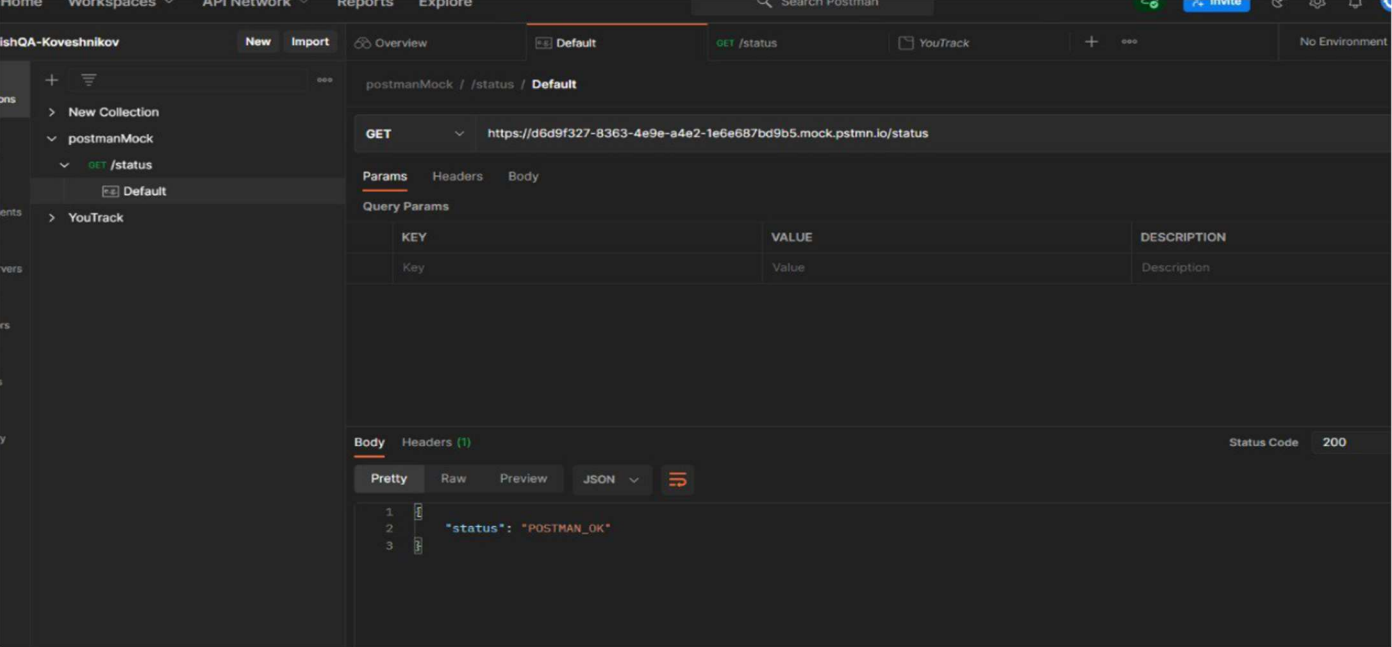 Home Workspaces API Network Reports Explore Search Postman Invite
ishQA-Koveshnikov New Import Overview Default GET /status YouTrack No Environment
postmanMock / /status / Default
New Collection
postmanMock
GET /status
Default
YouTrack
GET https://d6d9f327-8363-4e9e-a4e2-1e6e687bd9b5.mock.pstmn.io/status
Params Headers Body
Query Params
KEY VALUE DESCRIPTION
Key Value Description
Body Headers (1) Status Code 200
Pretty Raw Preview JSON
1 {
2 "status": "POSTMAN_OK"
3 }